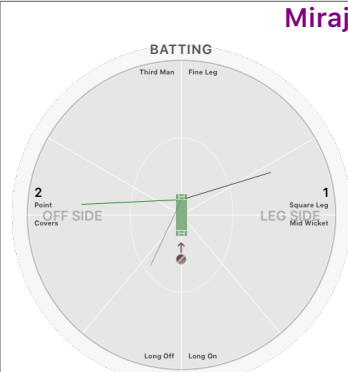 Miraj
BATTING
Third Man Fine Leg
2 1
Point Square Leg
OFF SIDE LEG SIDE
Covers Mid Wicket
Long Off Long On